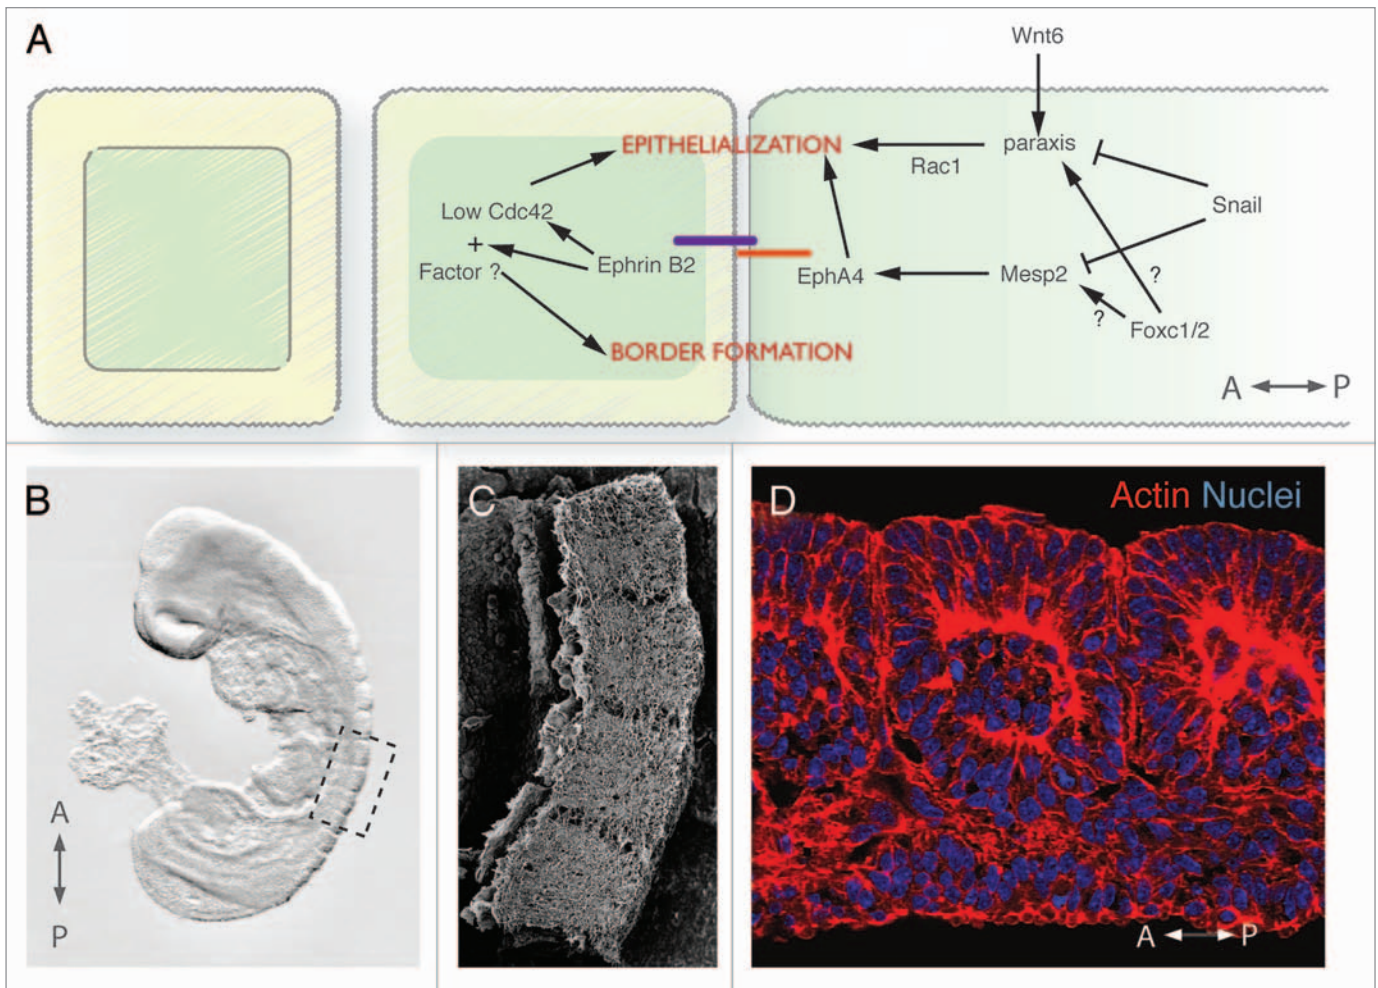 A
Wnt6
EPITHELIALIZATION
paraxis
Rac1
Low Cdc42
Snail
+
Factor ?
Ephrin B2
EphA4
Mesp2
?
?
Foxc1/2
BORDER FORMATION
A P
B
A
P
C
D
Actin Nuclei
A P